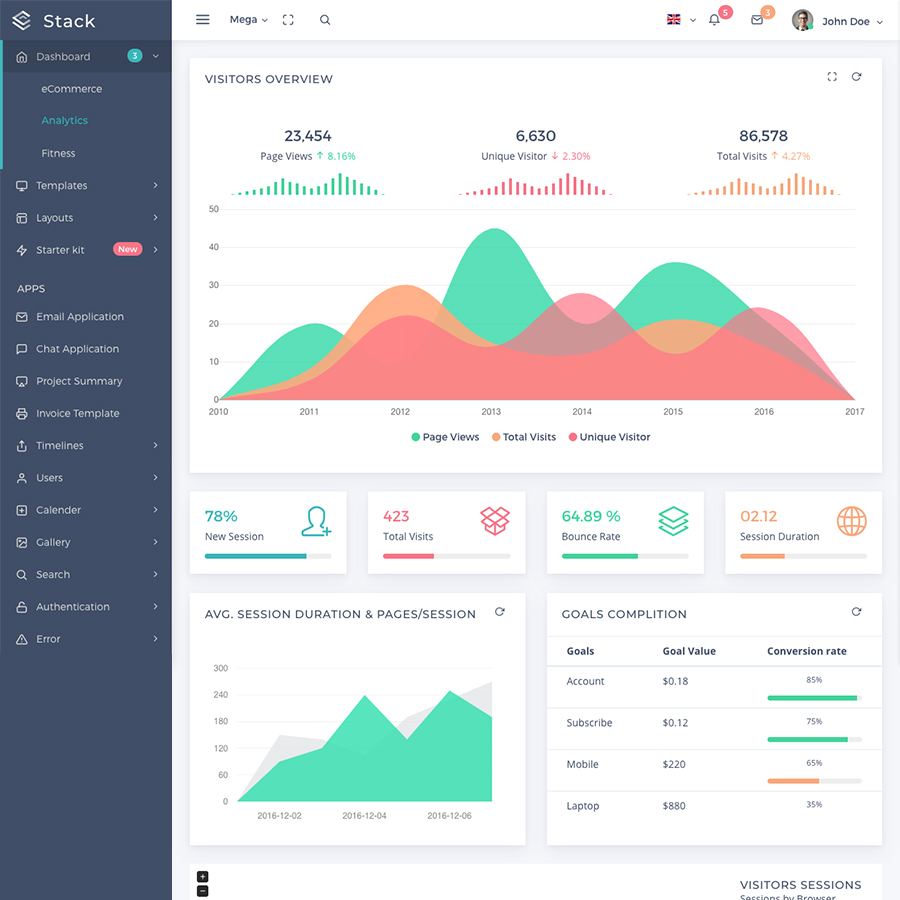 Stack
Mega
5
3
John Doe
Dashboard 3
eCommerce
Analytics
Fitness
Templates
Layouts
Starter kit New
APPS
Email Application
Chat Application
Project Summary
Invoice Template
Timelines
Users
Calender
Gallery
Search
Authentication
Error
VISITORS OVERVIEW
23,454
Page Views ↑ 8.16%
6,630
Unique Visitor ↓ 2.30%
86,578
Total Visits ↑ 4.27%
50
40
30
20
10
0
2010 2011 2012 2013 2014 2015 2016 2017
Page Views Total Visits Unique Visitor
78%
New Session
423
Total Visits
64.89 %
Bounce Rate
02.12
Session Duration
AVG. SESSION DURATION & PAGES/SESSION
300
240
180
120
60
0
2016-12-02 2016-12-04 2016-12-06
GOALS COMPLITION
Goals Goal Value Conversion rate
Account $0.18 85%
Subscribe $0.12 75%
Mobile $220 65%
Laptop $880 35%
+
−
VISITORS SESSIONS
Sessions by Browser